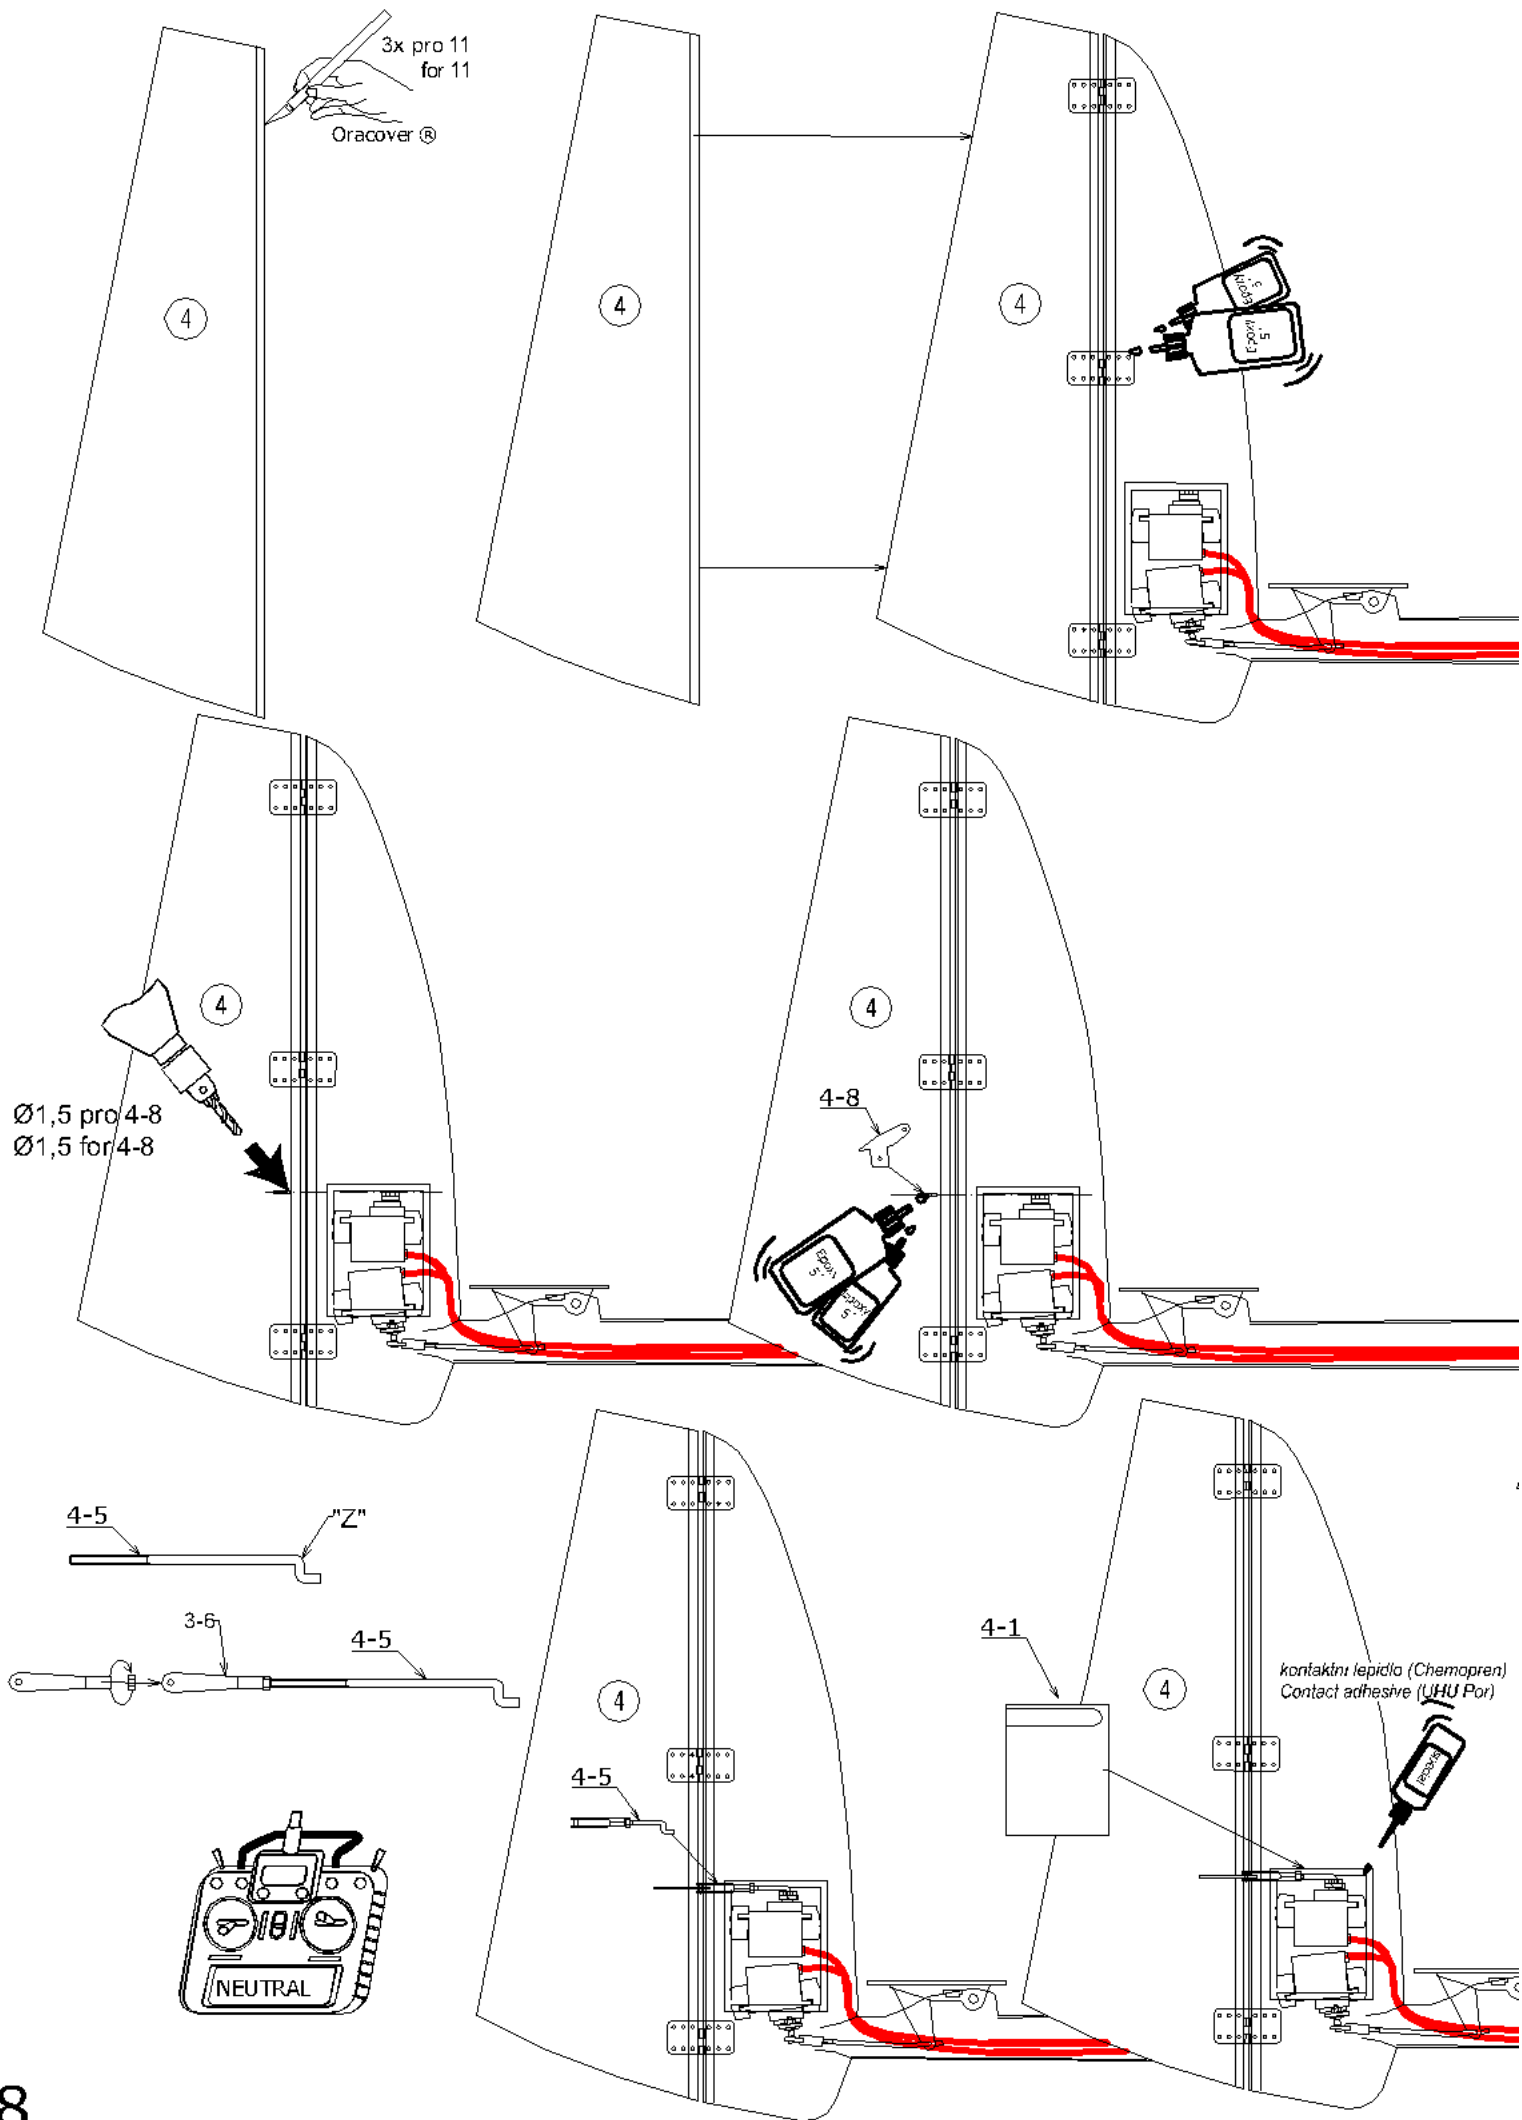 3x pro 11
for 11
Oracover ®
4
4
4
Epoxy 5'
Epoxy 5'
4
4
Ø1,5 pro 4-8
Ø1,5 for 4-8
4-8
Epoxy 5'
Epoxy 5'
4-5
"Z"
3-6
4-5
4
4-5
4-1
4
kontaktní lepidlo (Chemopren)
Contact adhesive (UHU Por)
special
NEUTRAL
8